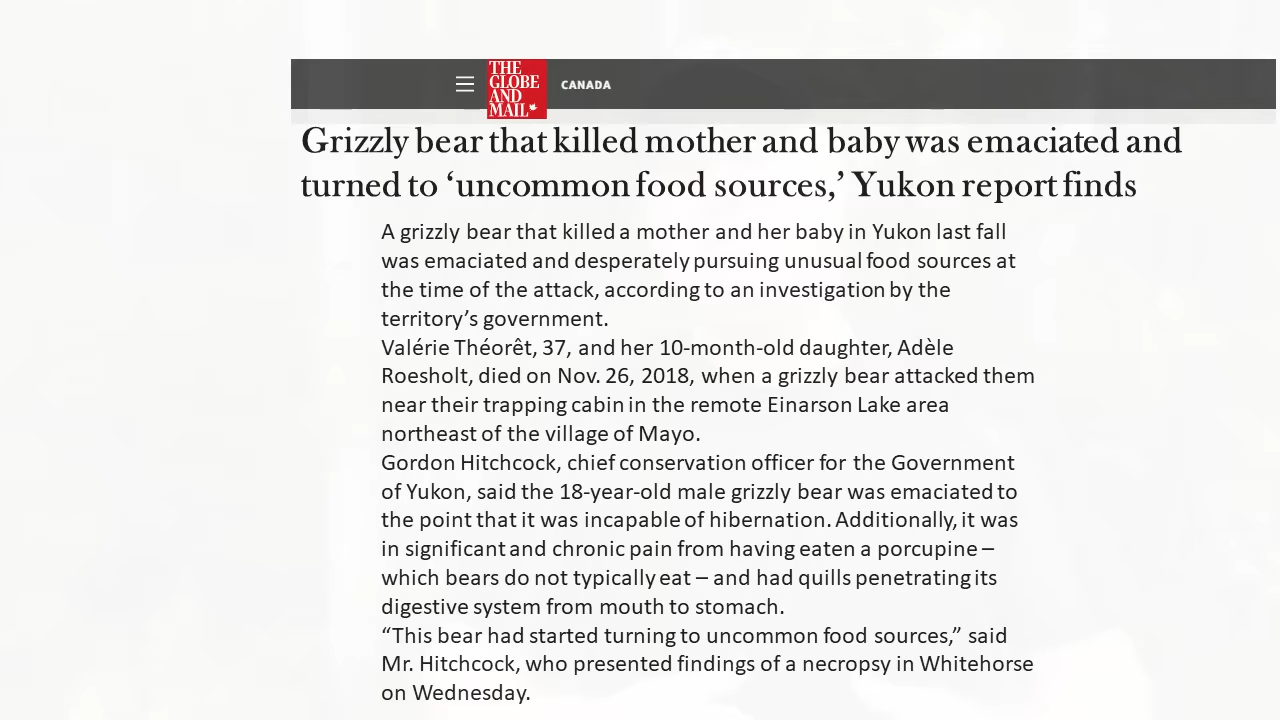 THE
GLOBE
AND
MAIL
CANADA
Grizzly bear that killed mother and baby was emaciated and
turned to ‘uncommon food sources,’ Yukon report finds
A grizzly bear that killed a mother and her baby in Yukon last fall
was emaciated and desperately pursuing unusual food sources at
the time of the attack, according to an investigation by the
territory’s government.
Valérie Théorêt, 37, and her 10-month-old daughter, Adèle
Roesholt, died on Nov. 26, 2018, when a grizzly bear attacked them
near their trapping cabin in the remote Einarson Lake area
northeast of the village of Mayo.
Gordon Hitchcock, chief conservation officer for the Government
of Yukon, said the 18-year-old male grizzly bear was emaciated to
the point that it was incapable of hibernation. Additionally, it was
in significant and chronic pain from having eaten a porcupine –
which bears do not typically eat – and had quills penetrating its
digestive system from mouth to stomach.
“This bear had started turning to uncommon food sources,” said
Mr. Hitchcock, who presented findings of a necropsy in Whitehorse
on Wednesday.